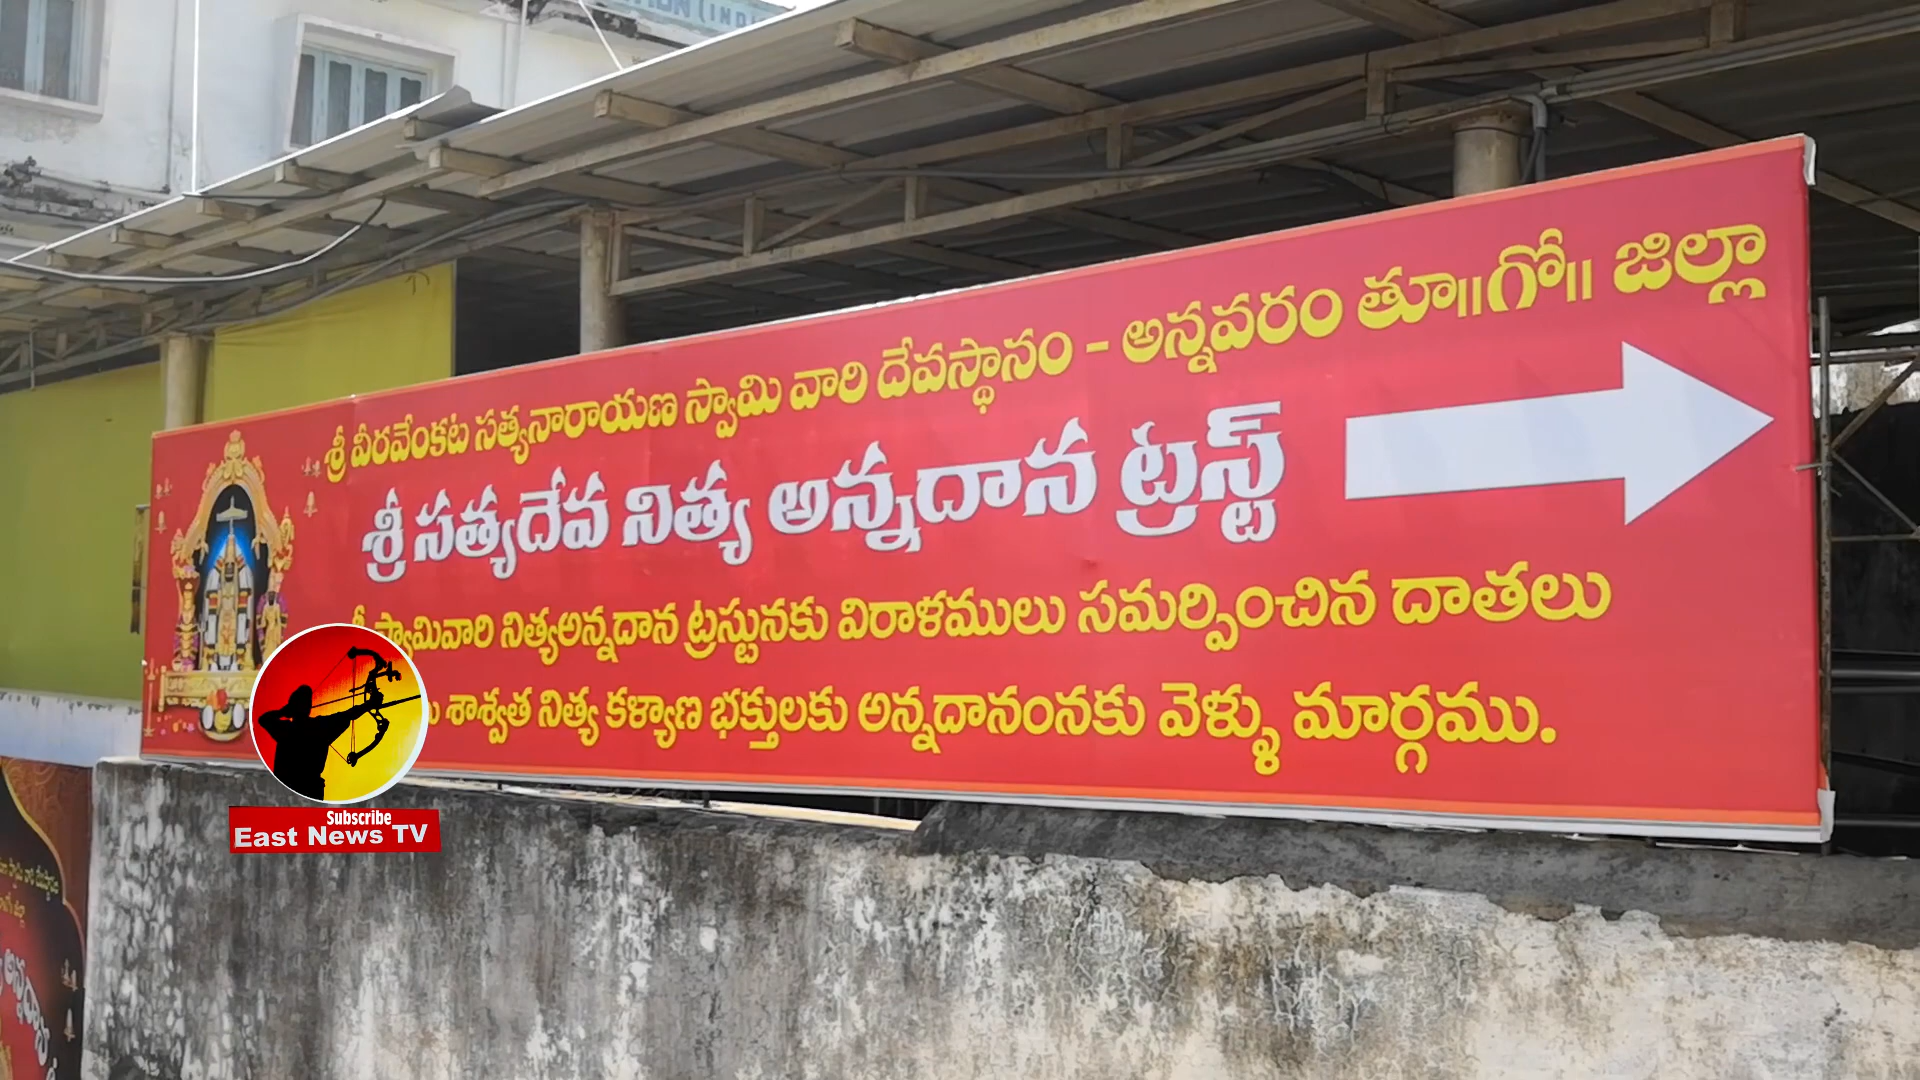 శ్రీ వీరవేంకట సత్యనారాయణ స్వామి వారి దేవస్థానం - అన్నవరం తూ॥గో॥ జిల్లా
శ్రీ సత్యదేవ నిత్య అన్నదాన ట్రస్ట్
శ్రీ స్వామివారి నిత్యఅన్నదాన ట్రస్టునకు విరాళములు సమర్పించిన దాతలు
శాశ్వత నిత్య కళ్యాణ భక్తులకు అన్నదానంనకు వెళ్ళు మార్గము.
Subscribe
East News TV